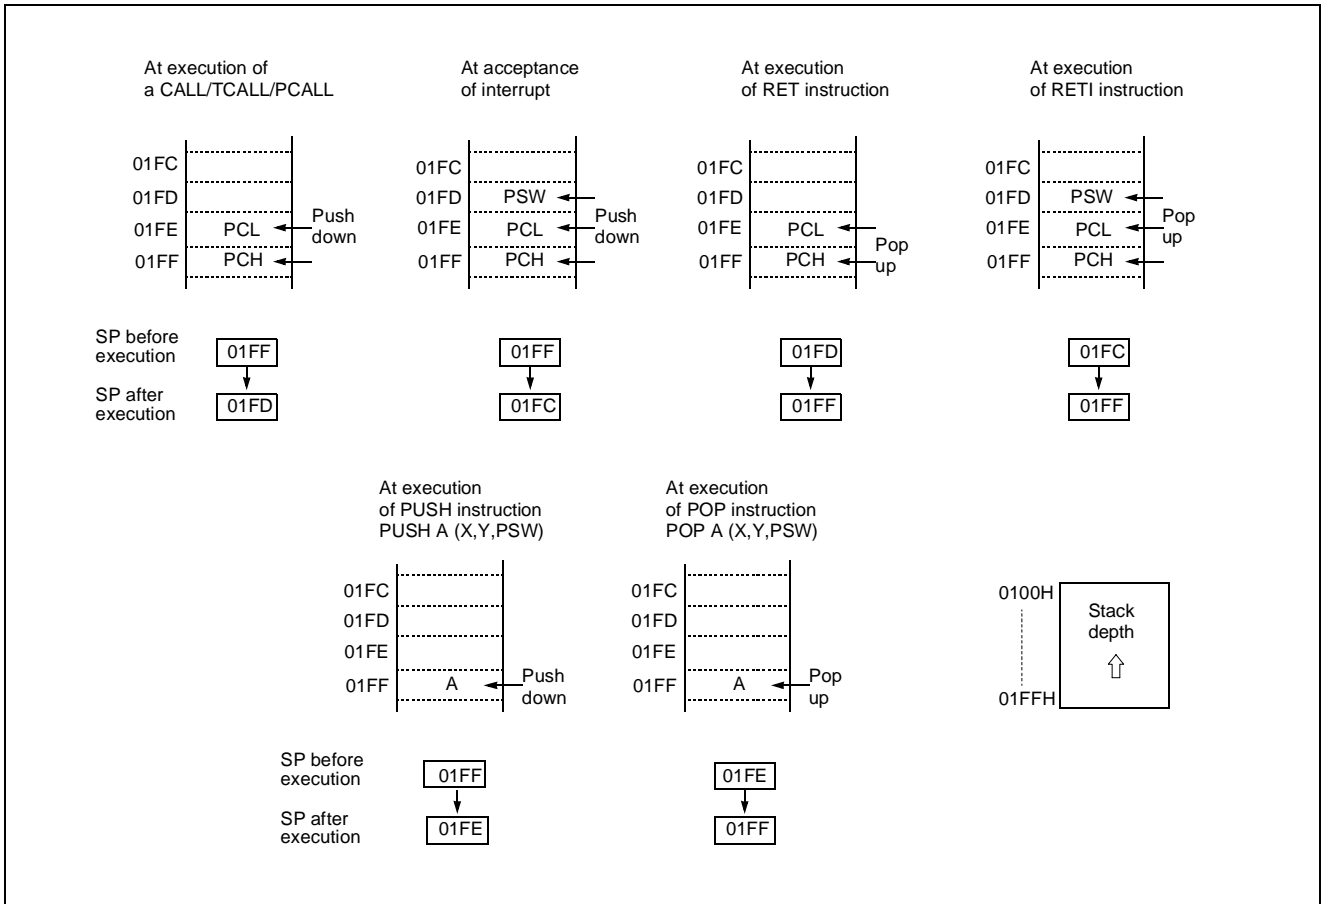 At execution of
a CALL/TCALL/PCALL
01FC
01FD
01FE
01FF
PCL
PCH
Push
down
At acceptance
of interrupt
01FC
01FD
01FE
01FF
PSW
PCL
PCH
Push
down
At execution
of RET instruction
01FC
01FD
01FE
01FF
PCL
PCH
Pop
up
At execution
of RETI instruction
01FC
01FD
01FE
01FF
PSW
PCL
PCH
Pop
up
SP before
execution
01FF
01FF
01FD
01FC
SP after
execution
01FD
01FC
01FF
01FF
At execution
of PUSH instruction
PUSH A (X,Y,PSW)
01FC
01FD
01FE
01FF
A
Push
down
At execution
of POP instruction
POP A (X,Y,PSW)
01FC
01FD
01FE
01FF
A
Pop
up
0100H
01FFH
Stack
depth
SP before
execution
01FF
01FE
SP after
execution
01FE
01FF